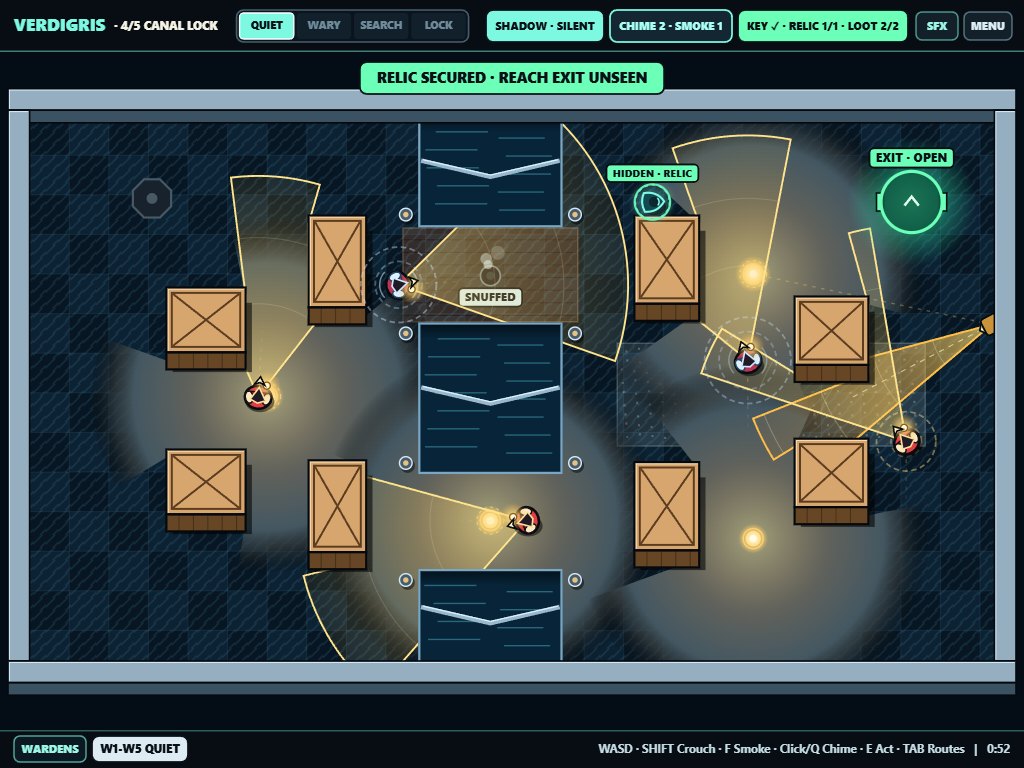 VERDIGRIS · 4/5 CANAL LOCK
QUIET WARY SEARCH LOCK
SHADOW · SILENT
CHIME 2 · SMOKE 1
KEY ✓ · RELIC 1/1 · LOOT 2/2
SFX
MENU
RELIC SECURED · REACH EXIT UNSEEN
EXIT · OPEN
HIDDEN · RELIC
SNUFFED
WARDENS
W1-W5 QUIET
WASD · SHIFT Crouch · F Smoke · Click/Q Chime · E Act · TAB Routes | 0:52